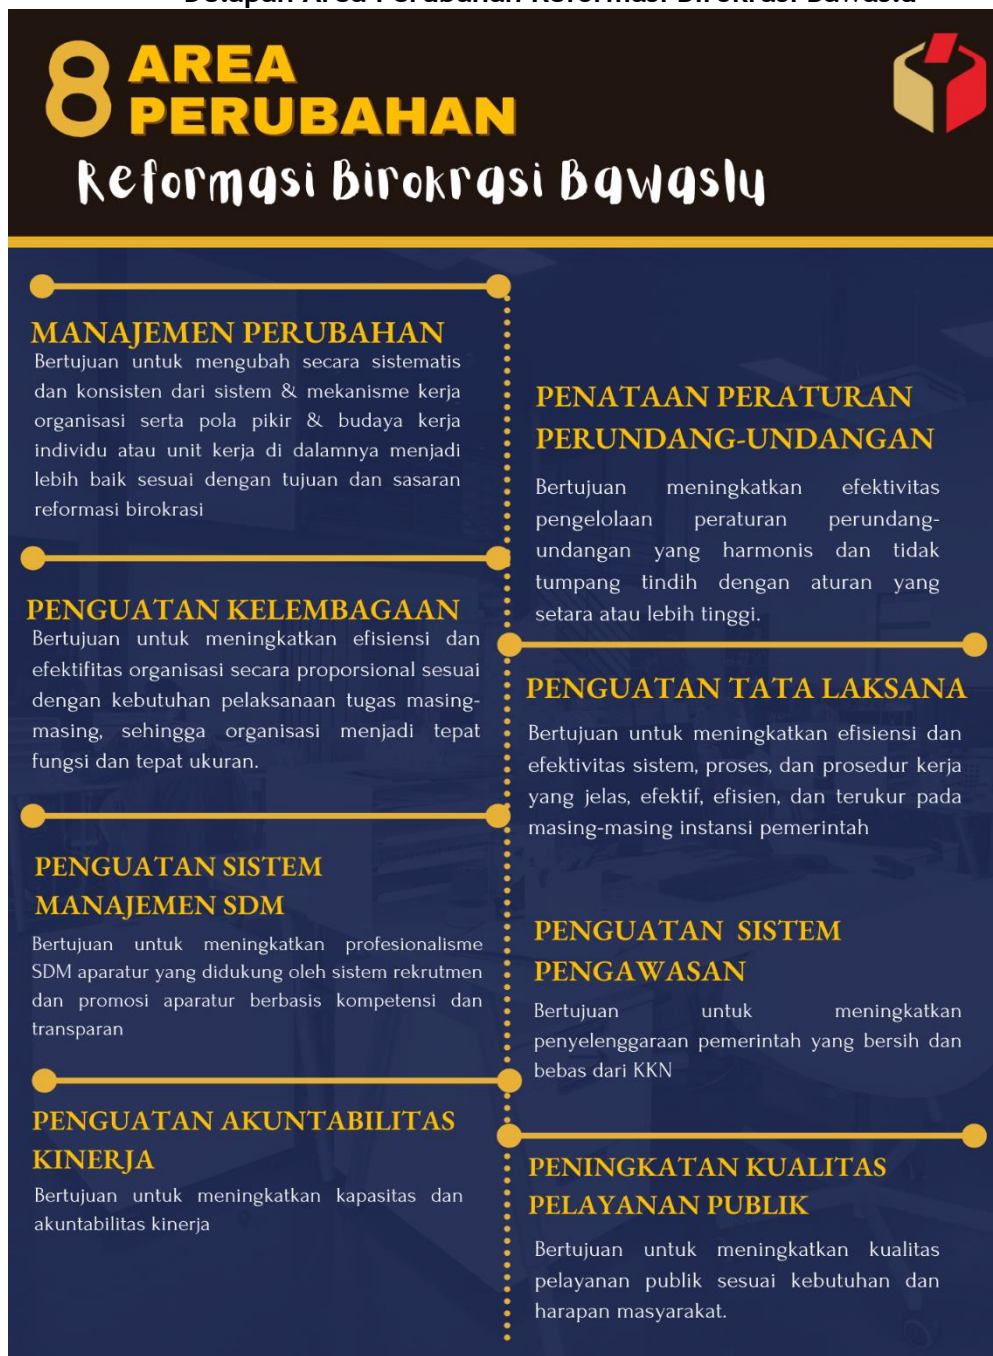 Delapan Area Perubahan Reformasi Birokrasi Bawaslu
8 AREA
PERUBAHAN
Reformasi Birokrasi Bawaslu
MANAJEMEN PERUBAHAN
Bertujuan untuk mengubah secara sistematis
dan konsisten dari sistem & mekanisme kerja
organisasi serta pola pikir & budaya kerja
individu atau unit kerja di dalamnya menjadi
lebih baik sesuai dengan tujuan dan sasaran
reformasi birokrasi
PENATAAN PERATURAN
PERUNDANG-UNDANGAN
Bertujuan meningkatkan efektivitas
pengelolaan peraturan perundang-
undangan yang harmonis dan tidak
tumpang tindih dengan aturan yang
setara atau lebih tinggi.
PENGUATAN KELEMBAGAAN
Bertujuan untuk meningkatkan efisiensi dan
efektifitas organisasi secara proporsional sesuai
dengan kebutuhan pelaksanaan tugas masing-
masing, sehingga organisasi menjadi tepat
fungsi dan tepat ukuran.
PENGUATAN TATA LAKSANA
Bertujuan untuk meningkatkan efisiensi dan
efektivitas sistem, proses, dan prosedur kerja
yang jelas, efektif, efisien, dan terukur pada
masing-masing instansi pemerintah
PENGUATAN SISTEM
MANAJEMEN SDM
Bertujuan untuk meningkatkan profesionalisme
SDM aparatur yang didukung oleh sistem rekrutmen
dan promosi aparatur berbasis kompetensi dan
transparan
PENGUATAN SISTEM
PENGAWASAN
Bertujuan untuk meningkatkan
penyelenggaraan pemerintah yang bersih dan
bebas dari KKN
PENGUATAN AKUNTABILITAS
KINERJA
Bertujuan untuk meningkatkan kapasitas dan
akuntabilitas kinerja
PENINGKATAN KUALITAS
PELAYANAN PUBLIK
Bertujuan untuk meningkatkan kualitas
pelayanan publik sesuai kebutuhan dan
harapan masyarakat.